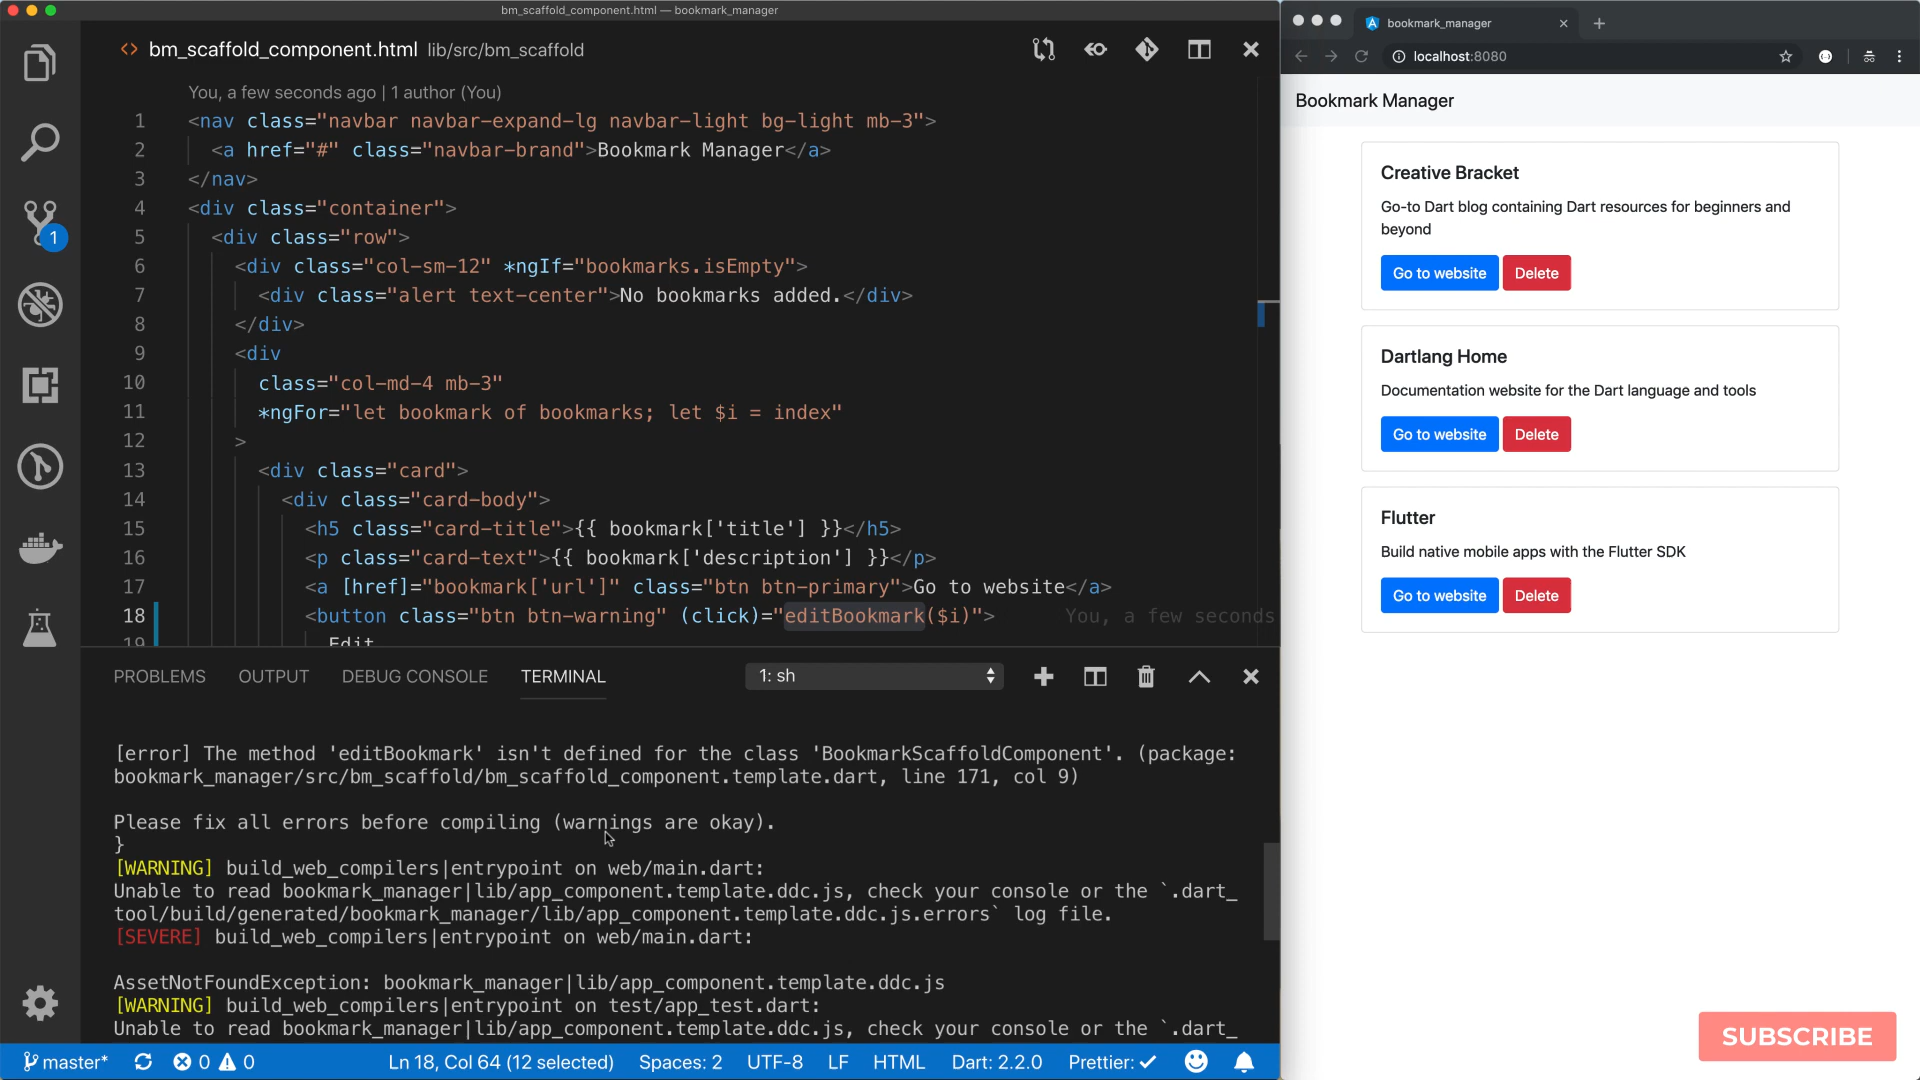 bm_scaffold_component.html — bookmark_manager
<> bm_scaffold_component.html lib/src/bm_scaffold
You, a few seconds ago | 1 author (You)
1 <nav class="navbar navbar-expand-lg navbar-light bg-light mb-3">
2 <a href="#" class="navbar-brand">Bookmark Manager</a>
3 </nav>
4 <div class="container">
5 <div class="row">
6 <div class="col-sm-12" *ngIf="bookmarks.isEmpty">
7 <div class="alert text-center">No bookmarks added.</div>
8 </div>
9 <div
10 class="col-md-4 mb-3"
11 *ngFor="let bookmark of bookmarks; let $i = index"
12 >
13 <div class="card">
14 <div class="card-body">
15 <h5 class="card-title">{{ bookmark['title'] }}</h5>
16 <p class="card-text">{{ bookmark['description'] }}</p>
17 <a [href]="bookmark['url']" class="btn btn-primary">Go to website</a>
18 <button class="btn btn-warning" (click)="editBookmark($i)"> You, a few seconds
19 Edit
1
PROBLEMS OUTPUT DEBUG CONSOLE TERMINAL 1: sh
[error] The method 'editBookmark' isn't defined for the class 'BookmarkScaffoldComponent'. (package:
bookmark_manager/src/bm_scaffold/bm_scaffold_component.template.dart, line 171, col 9)
Please fix all errors before compiling (warnings are okay).
}
[WARNING] build_web_compilers|entrypoint on web/main.dart:
Unable to read bookmark_manager|lib/app_component.template.ddc.js, check your console or the `.dart_
tool/build/generated/bookmark_manager/lib/app_component.template.ddc.js.errors` log file.
[SEVERE] build_web_compilers|entrypoint on web/main.dart:
AssetNotFoundException: bookmark_manager|lib/app_component.template.ddc.js
[WARNING] build_web_compilers|entrypoint on test/app_test.dart:
Unable to read bookmark_manager|lib/app_component.template.ddc.js, check your console or the `.dart_
master* 0 0 Ln 18, Col 64 (12 selected) Spaces: 2 UTF-8 LF HTML Dart: 2.2.0 Prettier: ✓
bookmark_manager
localhost:8080
Bookmark Manager
Creative Bracket
Go-to Dart blog containing Dart resources for beginners and
beyond
Go to website Delete
Dartlang Home
Documentation website for the Dart language and tools
Go to website Delete
Flutter
Build native mobile apps with the Flutter SDK
Go to website Delete
SUBSCRIBE